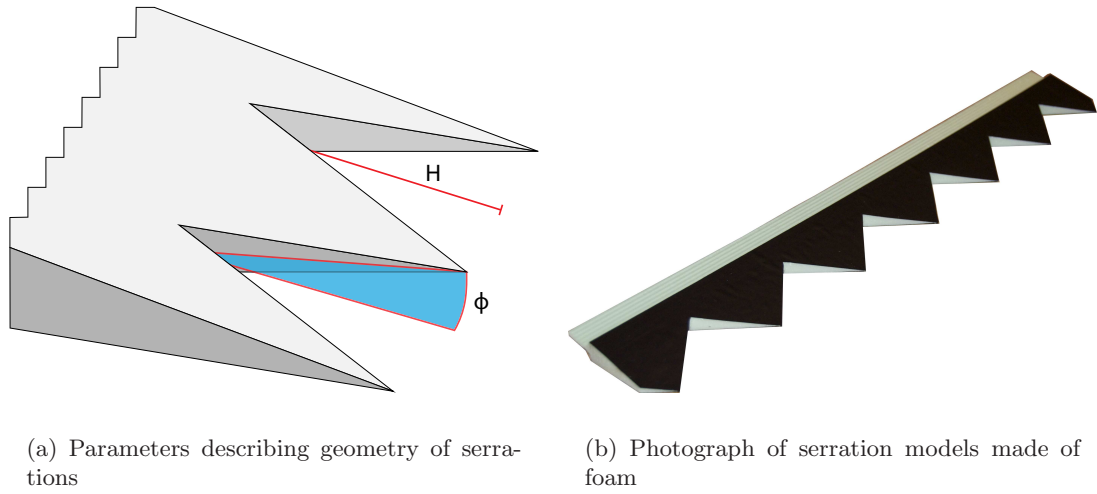 H
ϕ
(a) Parameters describing geometry of serra-
tions
(b) Photograph of serration models made of
foam